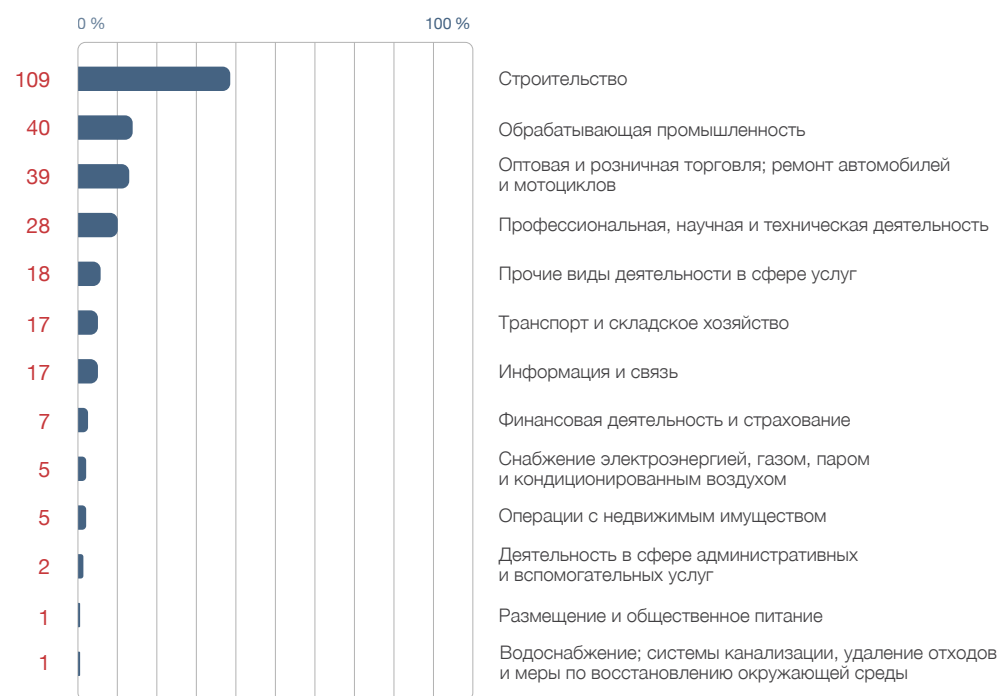 0 % 100 %
109 Строительство
40 Обрабатывающая промышленность
39 Оптовая и розничная торговля; ремонт автомобилей
и мотоциклов
28 Профессиональная, научная и техническая деятельность
18 Прочие виды деятельности в сфере услуг
17 Транспорт и складское хозяйство
17 Информация и связь
7 Финансовая деятельность и страхование
5 Снабжение электроэнергией, газом, паром
и кондиционированным воздухом
5 Операции с недвижимым имуществом
2 Деятельность в сфере административных
и вспомогательных услуг
1 Размещение и общественное питание
1 Водоснабжение; системы канализации, удаление отходов
и меры по восстановлению окружающей среды